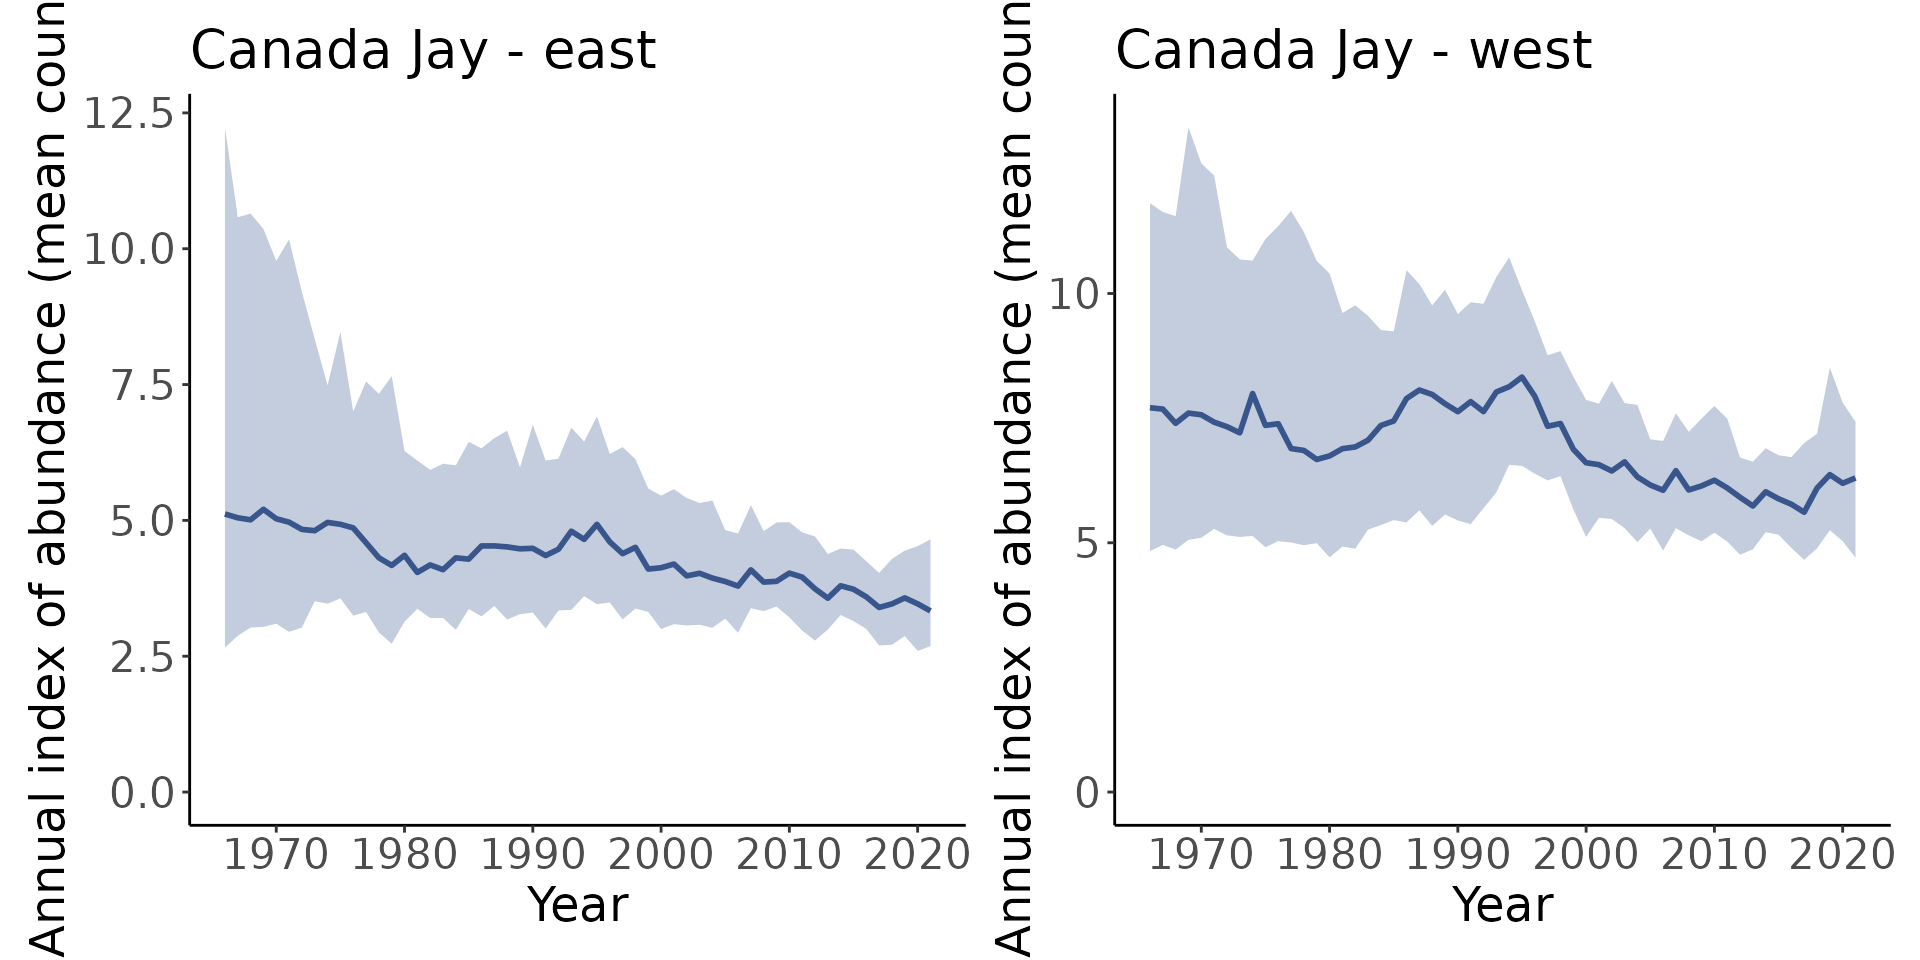 Canada Jay - east
Annual index of abundance (mean coun
12.5
10.0
7.5
5.0
2.5
0.0
1970 1980 1990 2000 2010 2020
Year
Canada Jay - west
Annual index of abundance (mean coun
10
5
0
1970 1980 1990 2000 2010 2020
Year